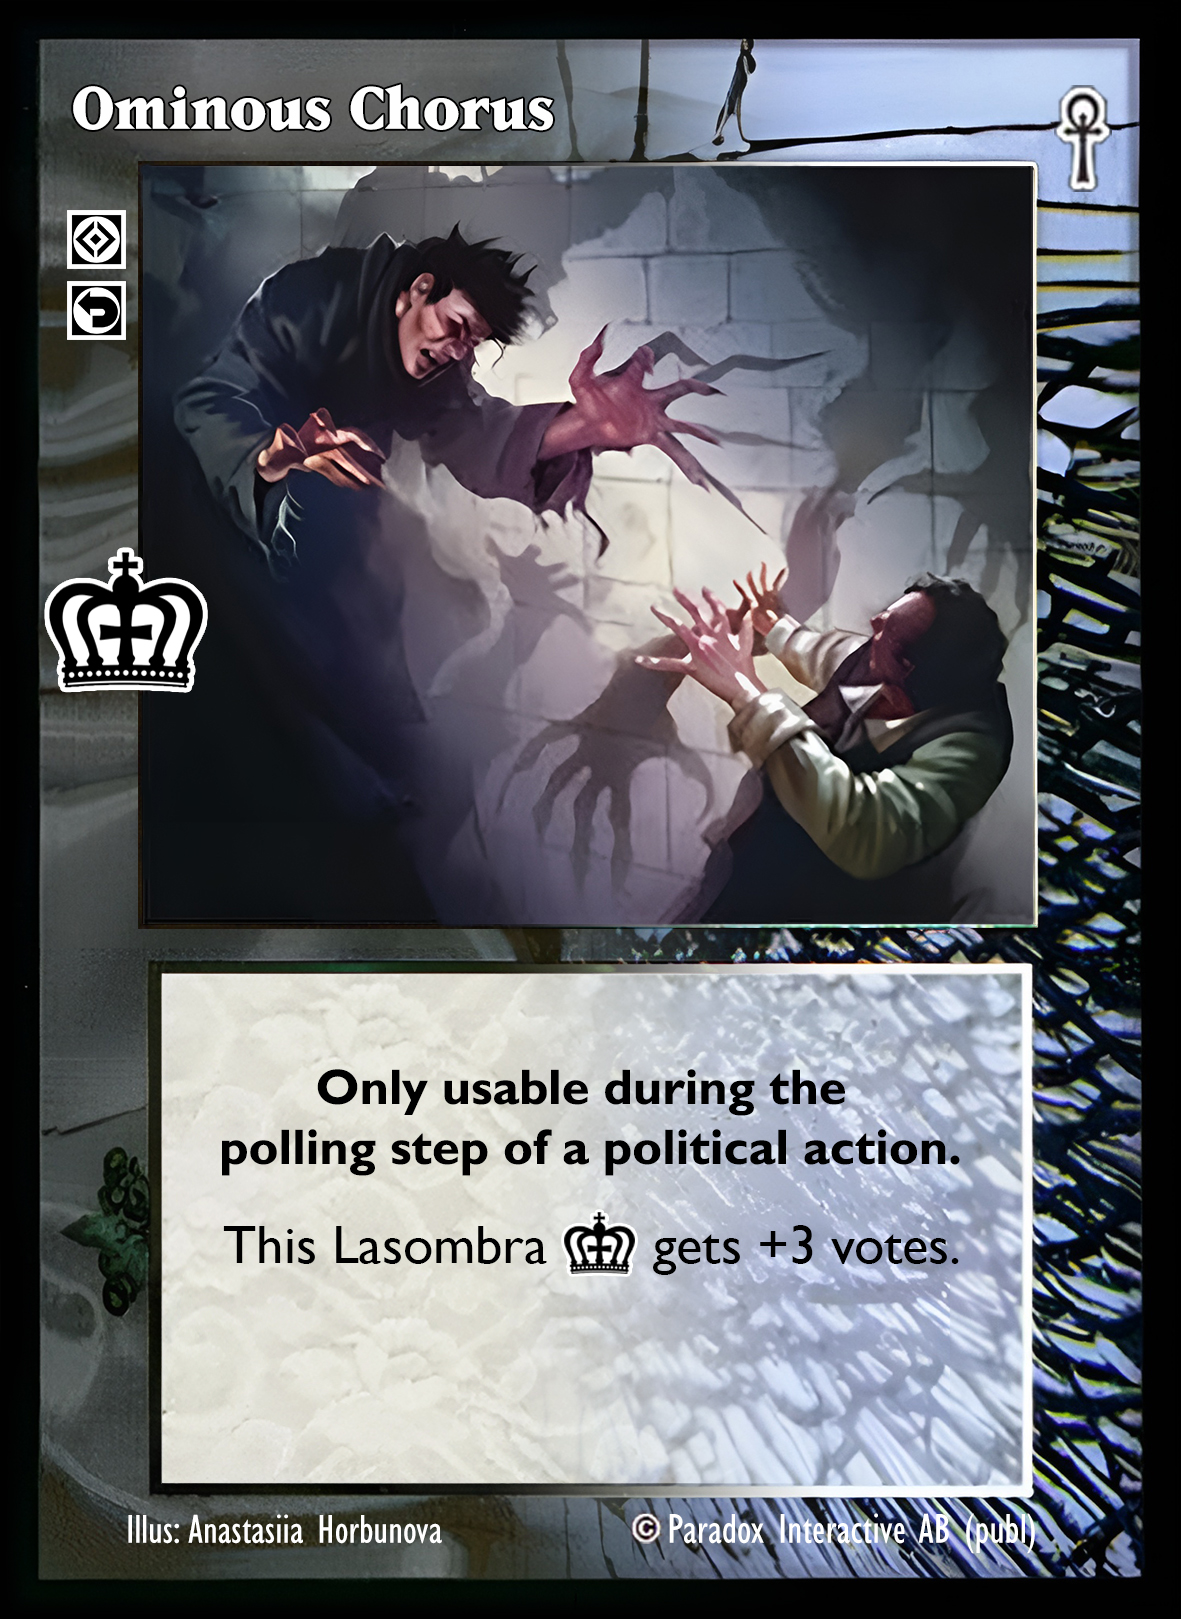 Ominous Chorus
Only usable during the
polling step of a political action.
This Lasombra gets +3 votes.
Illus: Anastasiia Horbunova
© Paradox Interactive AB (publ)